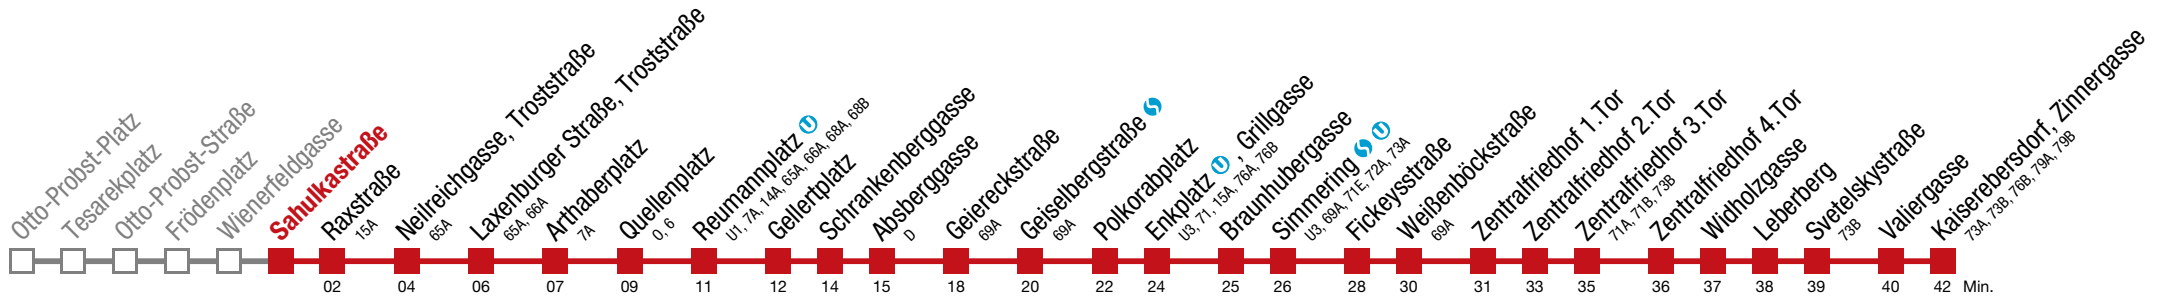 Otto-Probst-Platz
Tesarekplatz
Otto-Probst-Straße
Frödenplatz
Wienerfeldgasse
Sahulkastraße
Raxstraße
15A
Neilreichgasse, Troststraße
65A
Laxenburger Straße, Troststraße
65A, 66A
Arthaberplatz
7A
Quellenplatz
O, 6
Reumannplatz U
U1, 7A, 14A, 65A, 66A, 68A, 68B
Gellertplatz
Schrankenberggasse
Absberggasse
D
Geiereckstraße
69A
Geiselbergstraße S
69A
Polkorabplatz
Enkplatz U, Grillgasse
U3, 71, 15A, 76A, 76B
Braunhubergasse
Simmering S U
U3, 69A, 71E, 72A, 73A
Fickeysstraße
Weißenböckstraße
69A
Zentralfriedhof 1.Tor
Zentralfriedhof 2.Tor
Zentralfriedhof 3.Tor
71A, 71B, 73B
Zentralfriedhof 4.Tor
Widholzgasse
Leberberg
Svetelskystraße
73B
Valiergasse
Kaiserebersdorf, Zinnergasse
73A, 73B, 76B, 79A, 79B
02 04 06 07 09 11 12 14 15 18 20 22 24 25 26 28 30 31 33 35 36 37 38 39 40 42 Min.